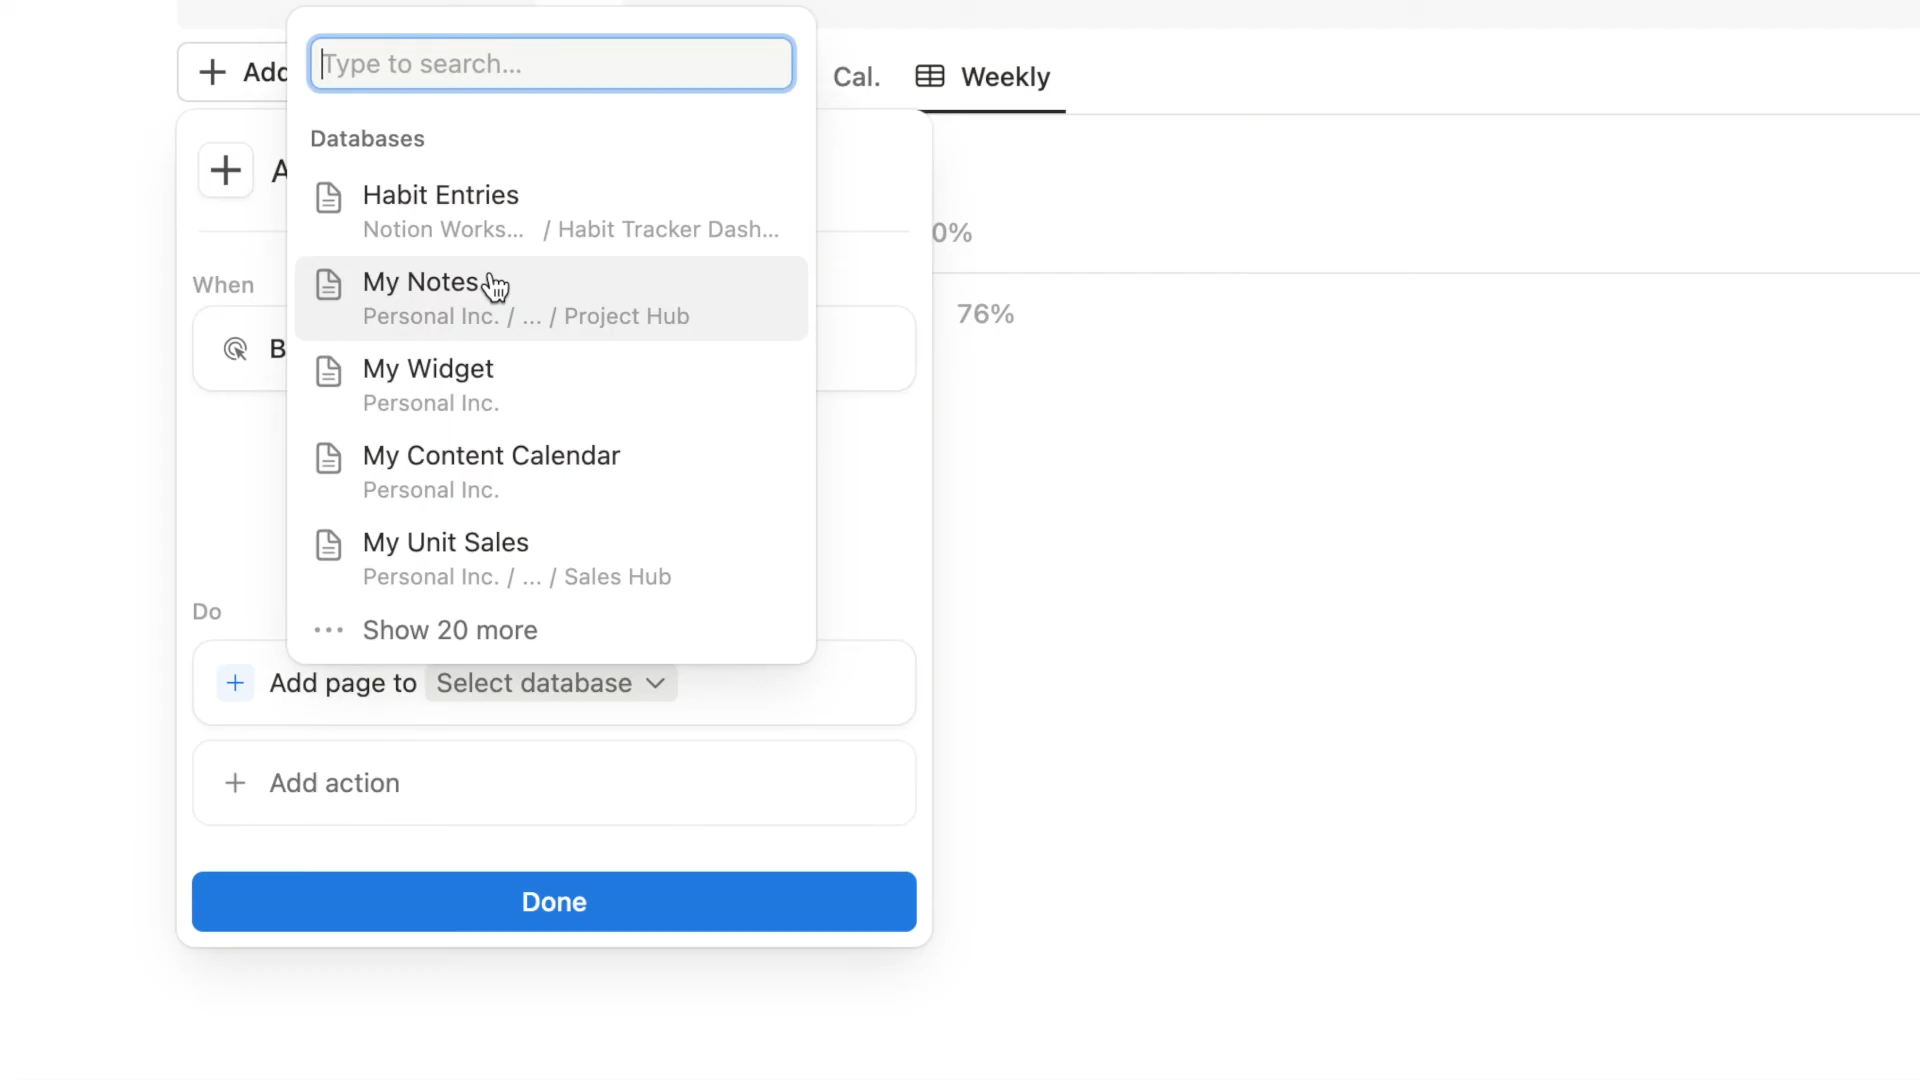 Type to search...
Add
Cal.
Weekly
Databases
A
Habit Entries
Notion Works... / Habit Tracker Dash...
0%
When
My Notes
Personal Inc. / ... / Project Hub
76%
B
My Widget
Personal Inc.
My Content Calendar
Personal Inc.
My Unit Sales
Personal Inc. / ... / Sales Hub
Do
Show 20 more
Add page to Select database
Add action
Done